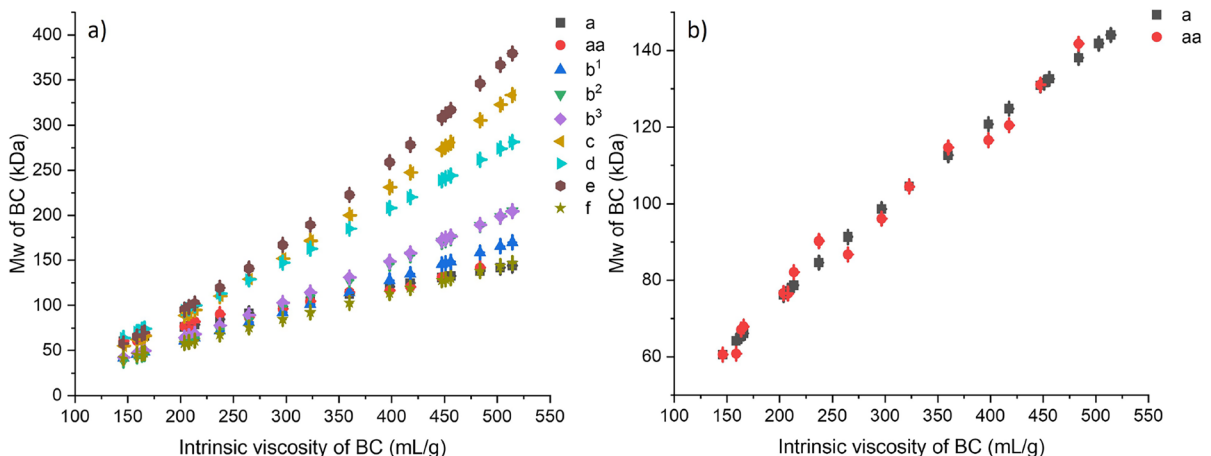 a)
Mw of BC (kDa)
400
350
300
250
200
150
100
50
0
100 150 200 250 300 350 400 450 500 550
Intrinsic viscosity of BC (mL/g)
a
aa
b¹
b²
b³
c
d
e
f
b)
Mw of BC (kDa)
140
120
100
80
60
100 150 200 250 300 350 400 450 500 550
Intrinsic viscosity of BC (mL/g)
a
aa